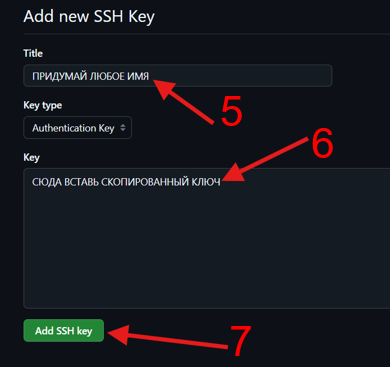 Add new SSH Key
Title
ПРИДУМАЙ ЛЮБОЕ ИМЯ
5
Key type
Authentication Key
6
Key
СЮДА ВСТАВЬ СКОПИРОВАННЫЙ КЛЮЧ
Add SSH key
7